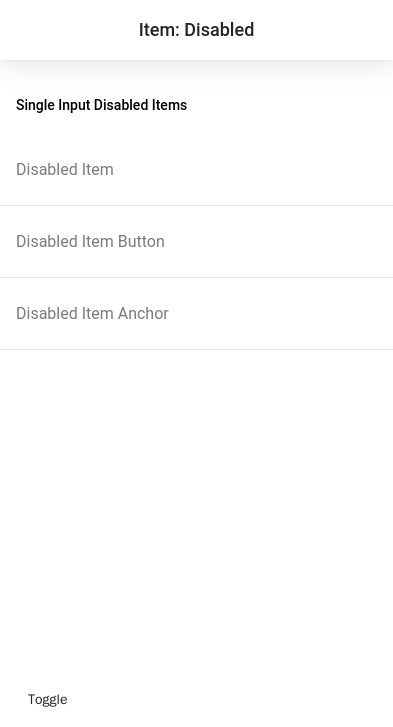 Item: Disabled
Single Input Disabled Items
Disabled Item
Disabled Item Button
Disabled Item Anchor
Toggle